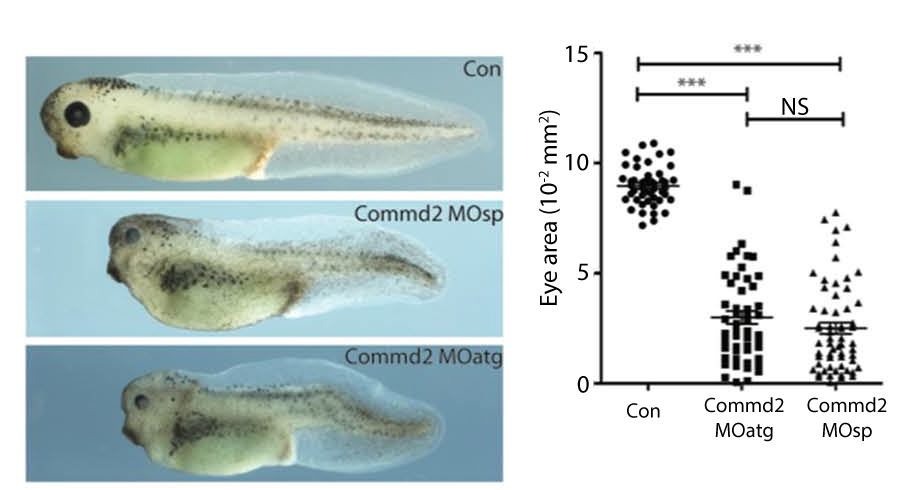 Con
Commd2 MOsp
Commd2 MOatg
15
10
5
0
Eye area (10⁻² mm²)
***
***
NS
Con
Commd2
MOatg
Commd2
MOsp